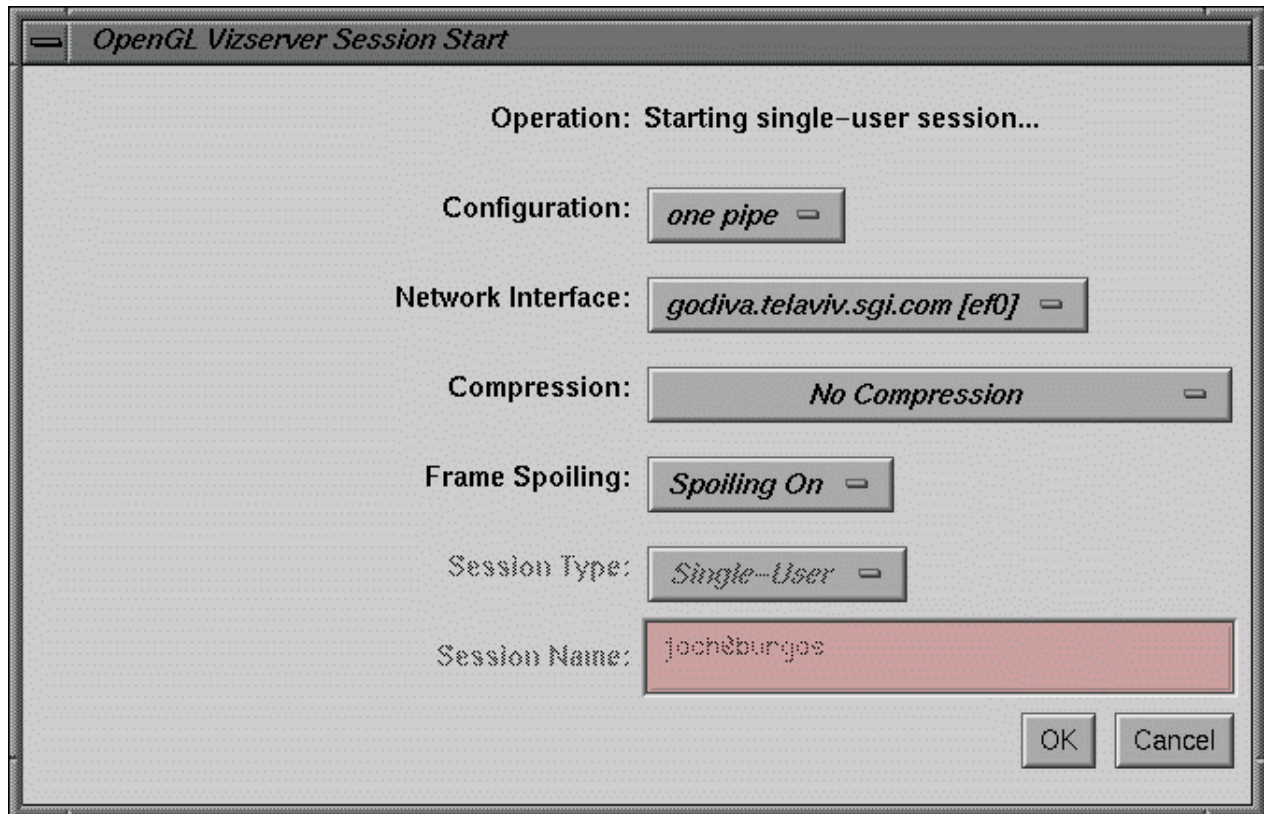 OpenGL Vizserver Session Start
Operation: Starting single-user session...
Configuration: one pipe
Network Interface: godiva.telaviv.sgi.com [ef0]
Compression: No Compression
Frame Spoiling: Spoiling On
Session Type: Single-User
Session Name:
OK Cancel